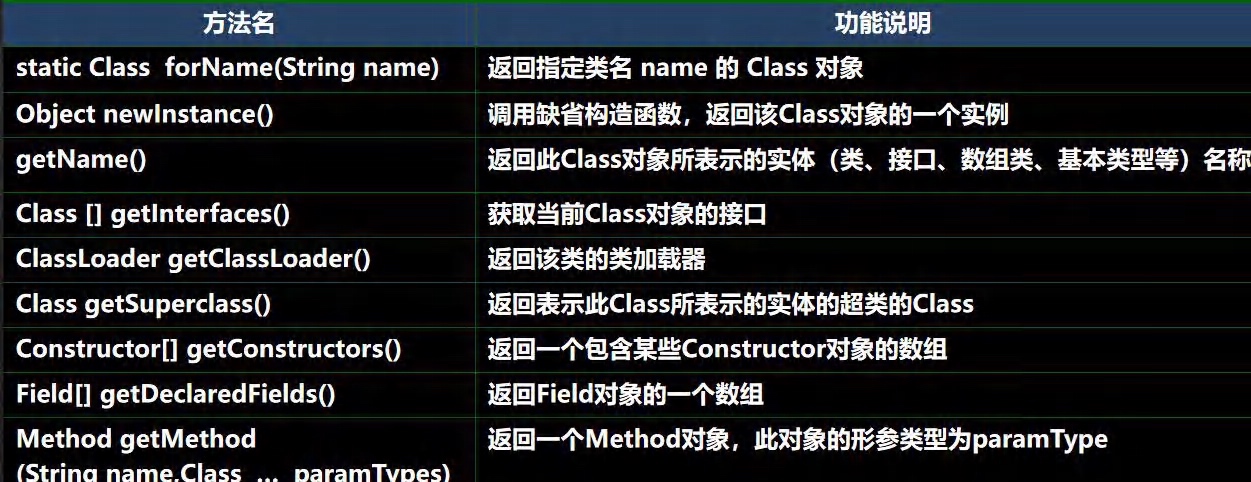 方法名 功能说明
static Class forName(String name) 返回指定类名 name 的 Class 对象
Object newInstance() 调用缺省构造函数，返回该Class对象的一个实例
getName() 返回此Class对象所表示的实体（类、接口、数组类、基本类型等）名称
Class [] getInterfaces() 获取当前Class对象的接口
ClassLoader getClassLoader() 返回该类的类加载器
Class getSuperclass() 返回表示此Class所表示的实体的超类的Class
Constructor[] getConstructors() 返回一个包含某些Constructor对象的数组
Field[] getDeclaredFields() 返回Field对象的一个数组
Method getMethod 返回一个Method对象，此对象的形参类型为paramType
(String name,Class … paramTypes)